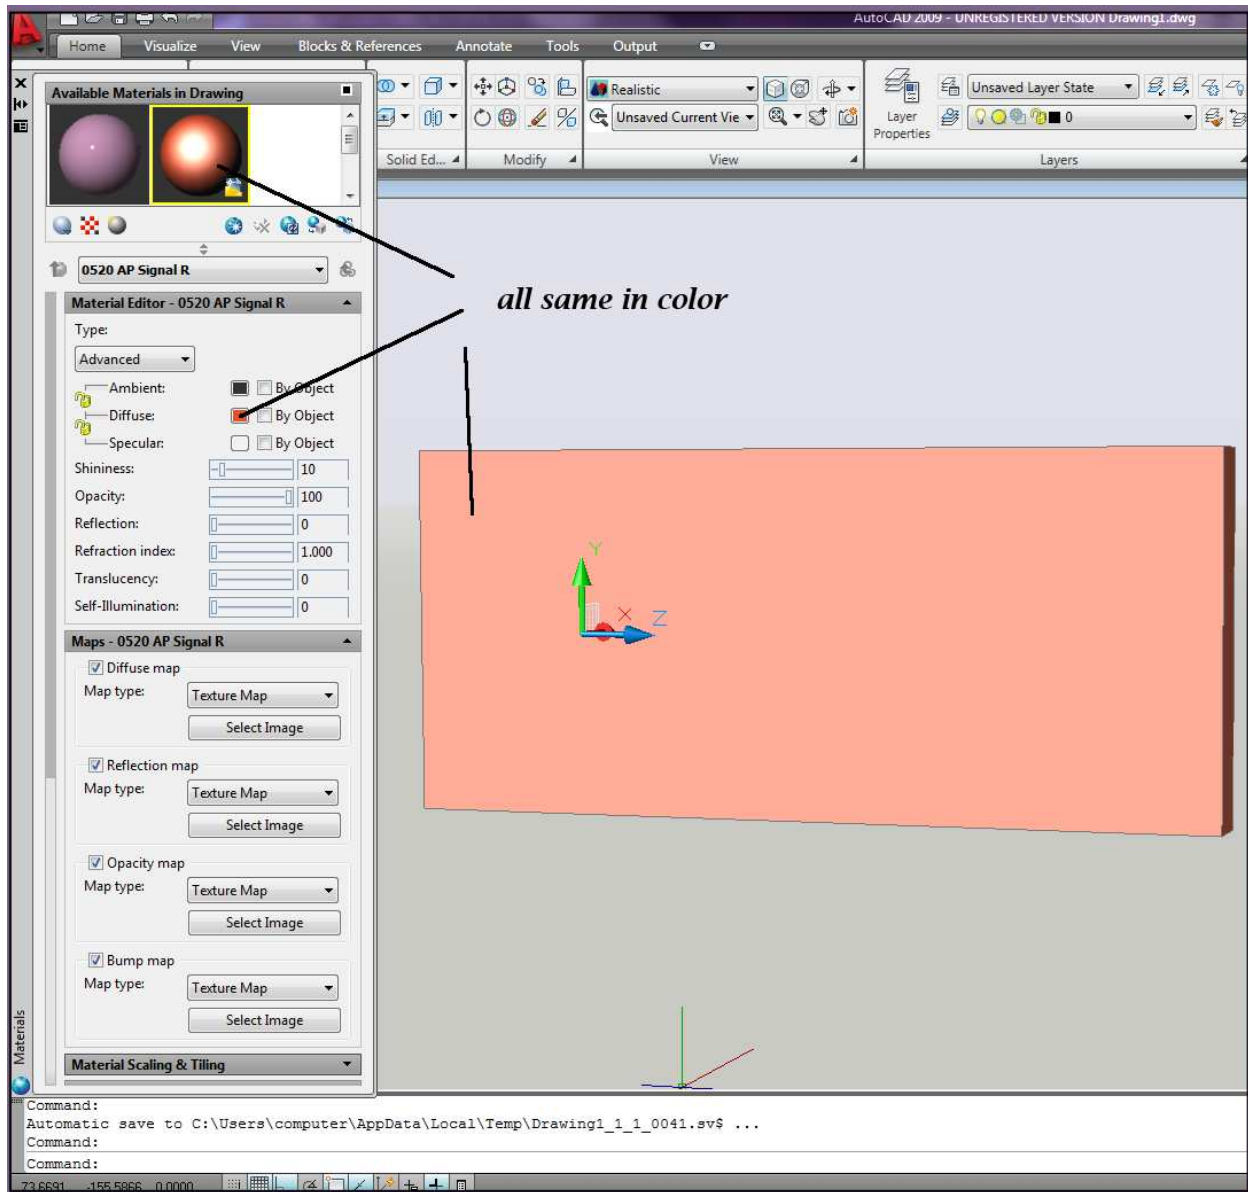 AutoCAD 2009 - UNREGISTERED VERSION Drawing1.dwg
Home Visualize View Blocks & References Annotate Tools Output
Available Materials in Drawing
Realistic
Unsaved Current Vie
Layer
Properties
Unsaved Layer State
0
Solid Ed... Modify View Layers
0520 AP Signal R
Material Editor - 0520 AP Signal R
Type:
Advanced
Ambient: By Object
Diffuse: By Object
Specular: By Object
Shininess: 10
Opacity: 100
Reflection: 0
Refraction index: 1.000
Translucency: 0
Self-Illumination: 0
Maps - 0520 AP Signal R
Diffuse map
Map type: Texture Map
Select Image
Reflection map
Map type: Texture Map
Select Image
Opacity map
Map type: Texture Map
Select Image
Bump map
Map type: Texture Map
Select Image
Material Scaling & Tiling
Materials
all same in color
Y
X
Z
Command:
Automatic save to C:\Users\computer\AppData\Local\Temp\Drawing1_1_1_0041.sv$ ...
Command:
Command:
73.6691, -155.5866, 0.0000